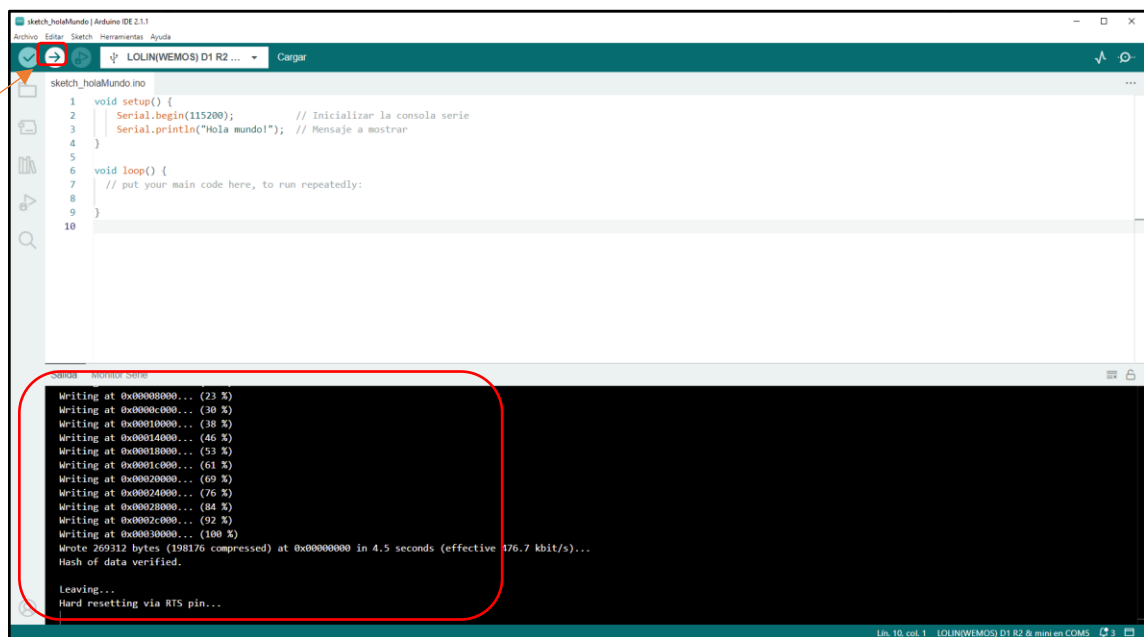 sketch_holaMundo | Arduino IDE 2.1.1
Archivo Editar Sketch Herramientas Ayuda
LOLIN(WEMOS) D1 R2 ... Cargar
sketch_holaMundo.ino
1 void setup() {
2 Serial.begin(115200); // Inicializar la consola serie
3 Serial.println("Hola mundo!"); // Mensaje a mostrar
4 }
5
6 void loop() {
7 // put your main code here, to run repeatedly:
8
9 }
10
Salida Monitor Serie
Writing at 0x00008000... (23 %)
Writing at 0x0000c000... (30 %)
Writing at 0x00010000... (38 %)
Writing at 0x00014000... (46 %)
Writing at 0x00018000... (53 %)
Writing at 0x0001c000... (61 %)
Writing at 0x00020000... (69 %)
Writing at 0x00024000... (76 %)
Writing at 0x00028000... (84 %)
Writing at 0x0002c000... (92 %)
Writing at 0x00030000... (100 %)
Wrote 269312 bytes (198176 compressed) at 0x00000000 in 4.5 seconds (effective 476.7 kbit/s)...
Hash of data verified.
Leaving...
Hard resetting via RTS pin...
Lín. 10, col. 1 LOLIN(WEMOS) D1 R2 & mini en COM5 3